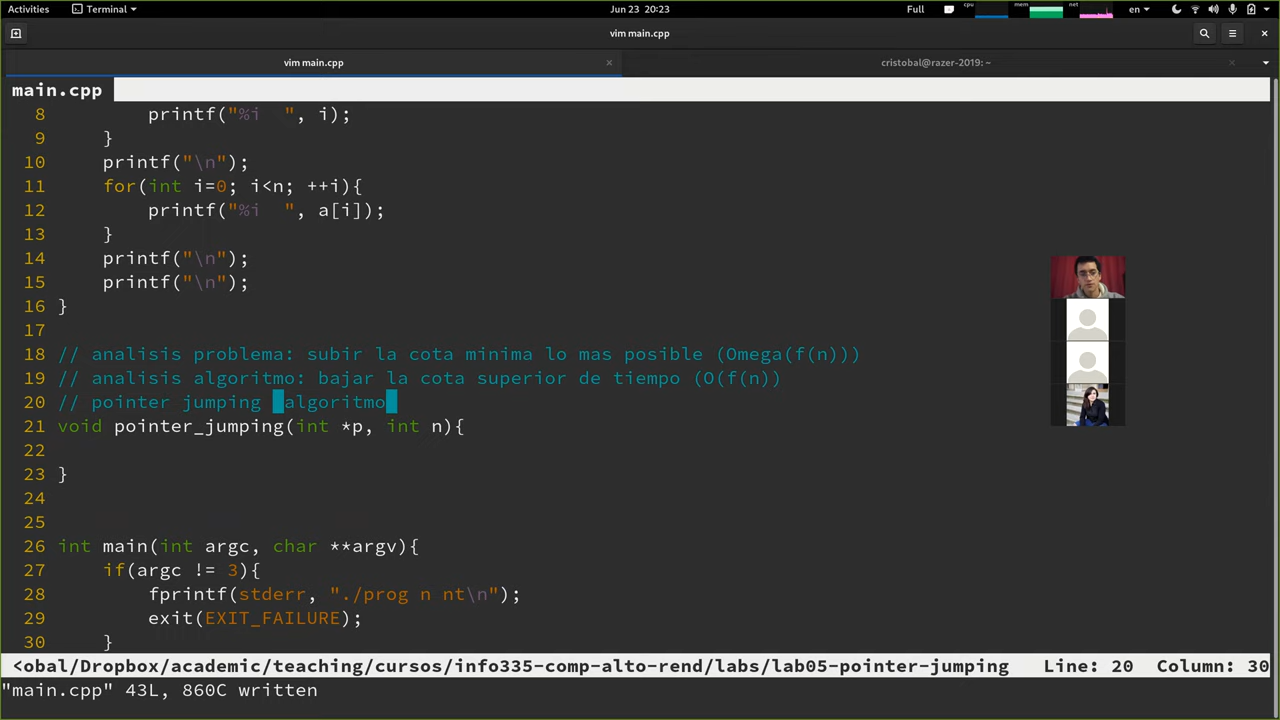 Activities Terminal Jun 23 20:23 Full cpu mem net en
vim main.cpp
vim main.cpp cristobal@razer-2019: ~
main.cpp
8 printf("%i  ", i);
9 }
10 printf("\n");
11 for(int i=0; i<n; ++i){
12 printf("%i  ", a[i]);
13 }
14 printf("\n");
15 printf("\n");
16 }
17
18 // analisis problema: subir la cota minima lo mas posible (Omega(f(n)))
19 // analisis algoritmo: bajar la cota superior de tiempo (O(f(n))
20 // pointer jumping algoritmo
21 void pointer_jumping(int *p, int n){
22
23 }
24
25
26 int main(int argc, char **argv){
27 if(argc != 3){
28 fprintf(stderr, "./prog n nt\n");
29 exit(EXIT_FAILURE);
30 }
<obal/Dropbox/academic/teaching/cursos/info335-comp-alto-rend/labs/lab05-pointer-jumping Line: 20 Column: 30
"main.cpp" 43L, 860C written